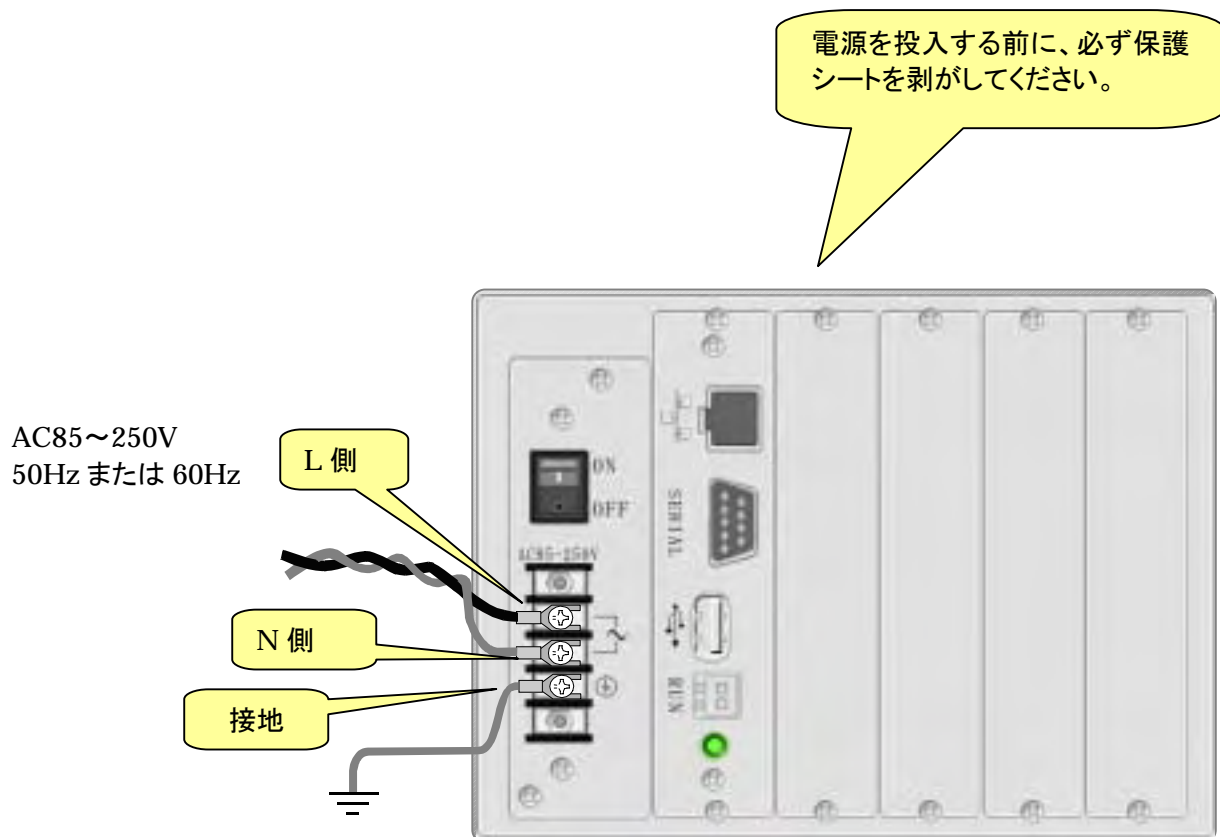 電源を投入する前に、必ず保護
シートを剥がしてください。
AC85～250V
50Hz または 60Hz
L 側
N 側
接地
ON
OFF
AC85-250V
SERIAL
RUN